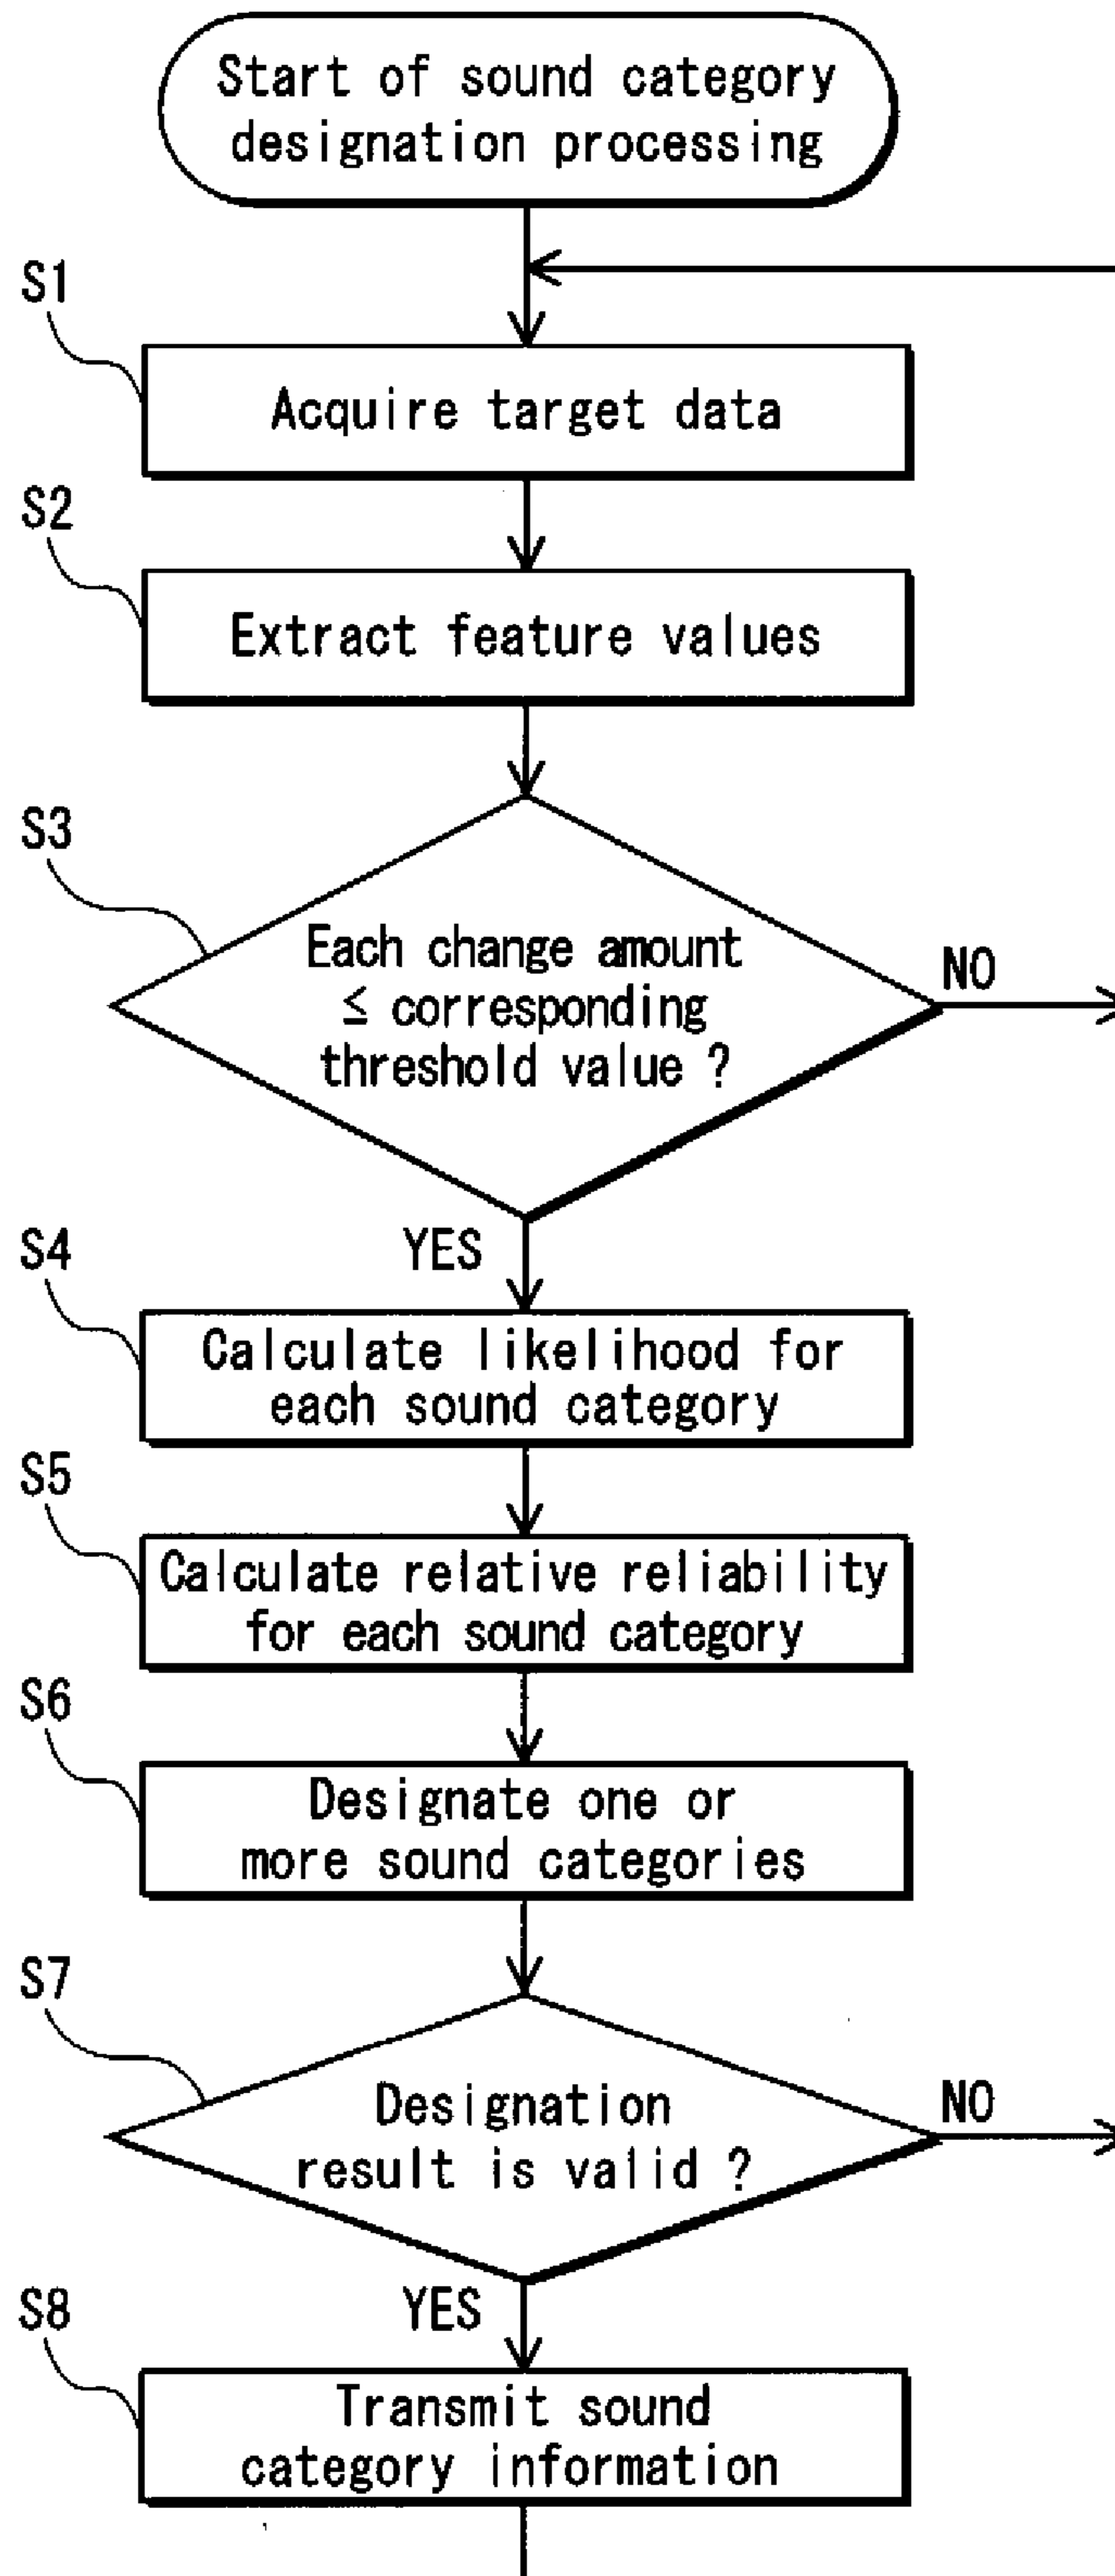 Start of sound category
designation processing
S1
Acquire target data
S2
Extract feature values
S3
Each change amount
≦ corresponding
threshold value ?
NO
YES
S4
Calculate likelihood for
each sound category
S5
Calculate relative reliability
for each sound category
S6
Designate one or
more sound categories
S7
Designation
result is valid ?
NO
YES
S8
Transmit sound
category information